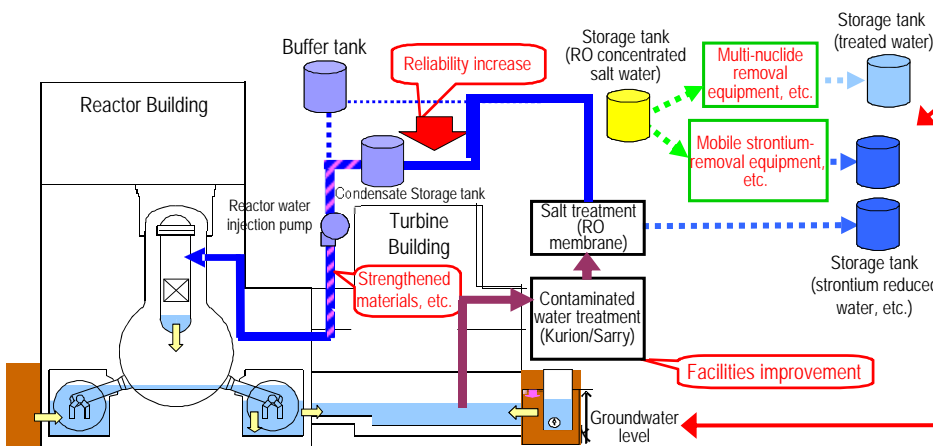 Storage tank
(treated water)
Storage tank
(RO concentrated
salt water)
Buffer tank
Reliability increase
Multi-nuclide
removal
equipment, etc.
Reactor Building
Mobile strontium-
removal equipment,
etc.
Condensate Storage tank
Reactor water
injection pump
Turbine
Building
Salt treatment
(RO
membrane)
Strengthened
materials, etc.
Storage tank
(strontium reduced
water, etc.)
Contaminated
water treatment
(Kurion/Sarry)
Facilities improvement
Groundwater
level